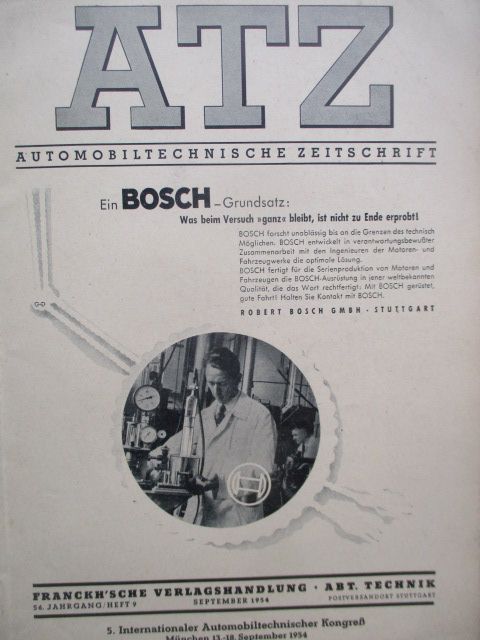 ATZ
AUTOMOBILTECHNISCHE ZEITSCHRIFT
Ein BOSCH – Grundsatz:
Was beim Versuch »ganz« bleibt, ist nicht zu Ende erprobt!
BOSCH forscht unablässig bis an die Grenzen des technisch
Möglichen. BOSCH entwickelt in verantwortungsbewußter
Zusammenarbeit mit den Ingenieuren der Motoren- und
Fahrzeugwerke die optimale Lösung.
BOSCH fertigt für die Serienproduktion von Motoren und
Fahrzeugen die BOSCH-Ausrüstung in jener weltbekannten
Qualität, die das Wort rechtfertigt: Mit BOSCH gerüstet,
gute Fahrt! Halten Sie Kontakt mit BOSCH.
ROBERT BOSCH GMBH · STUTTGART
FRANCKH'SCHE VERLAGSHANDLUNG · ABT. TECHNIK
56. JAHRGANG/HEFT 9 SEPTEMBER 1954 POSTVERSANDORT STUTTGART
5. Internationaler Automobiltechnischer Kongreß
München 13.-18. September 1954